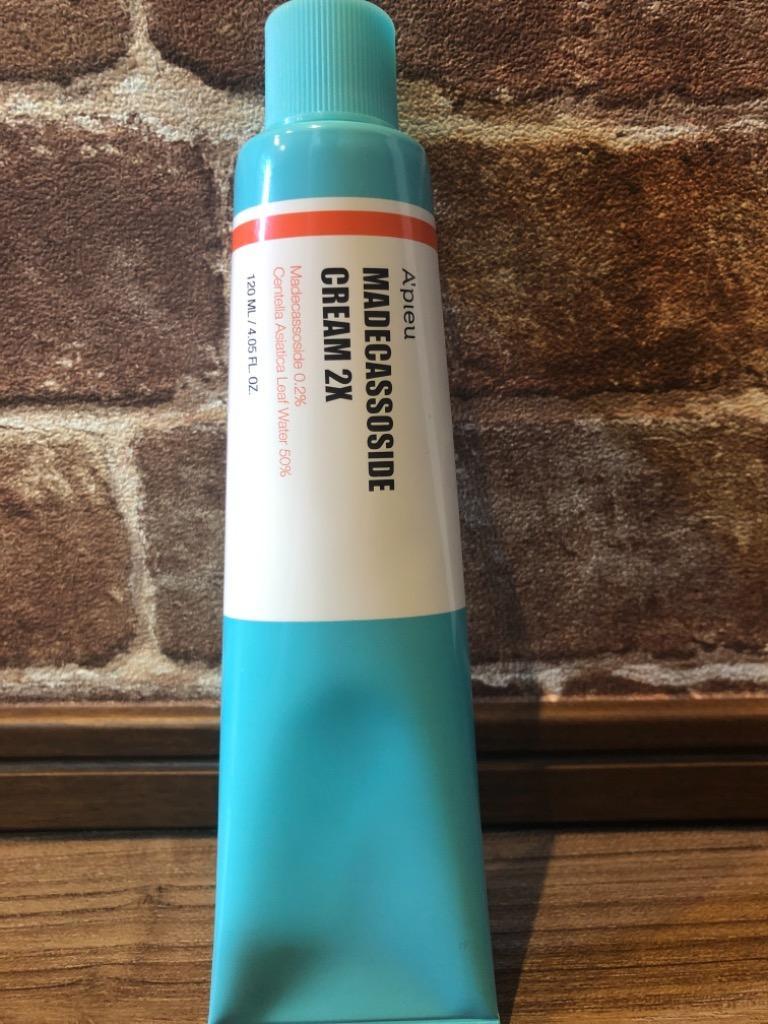 A'pieu
MADECASSOSIDE
CREAM 2X
Madecassoside 0.2%
Centella Asiatica Leaf Water 50%
120 ML / 4.05 FL. OZ.